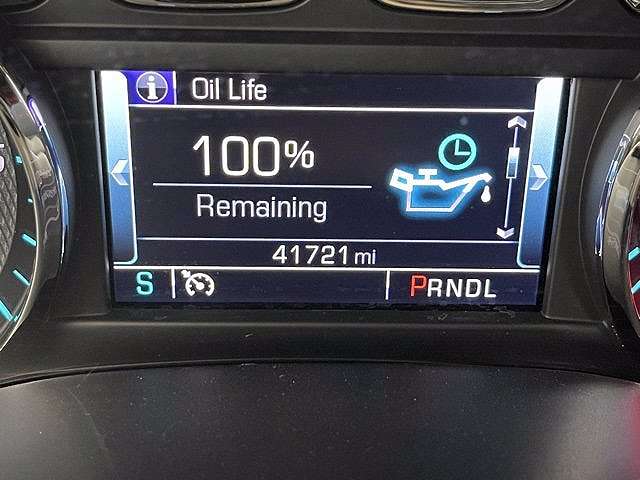 i Oil Life
100%
Remaining
41721 mi
S PRNDL